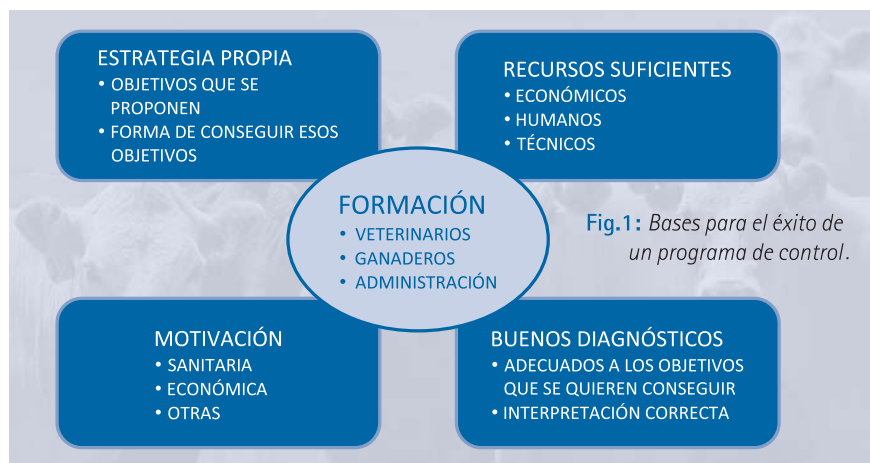 ESTRATEGIA PROPIA
• OBJETIVOS QUE SE
PROPONEN
• FORMA DE CONSEGUIR ESOS
OBJETIVOS
RECURSOS SUFICIENTES
• ECONÓMICOS
• HUMANOS
• TÉCNICOS
FORMACIÓN
• VETERINARIOS
• GANADEROS
• ADMINISTRACIÓN
Fig.1: Bases para el éxito de
un programa de control.
MOTIVACIÓN
• SANITARIA
• ECONÓMICA
• OTRAS
BUENOS DIAGNÓSTICOS
• ADECUADOS A LOS OBJETIVOS
QUE SE QUIEREN CONSEGUIR
• INTERPRETACIÓN CORRECTA